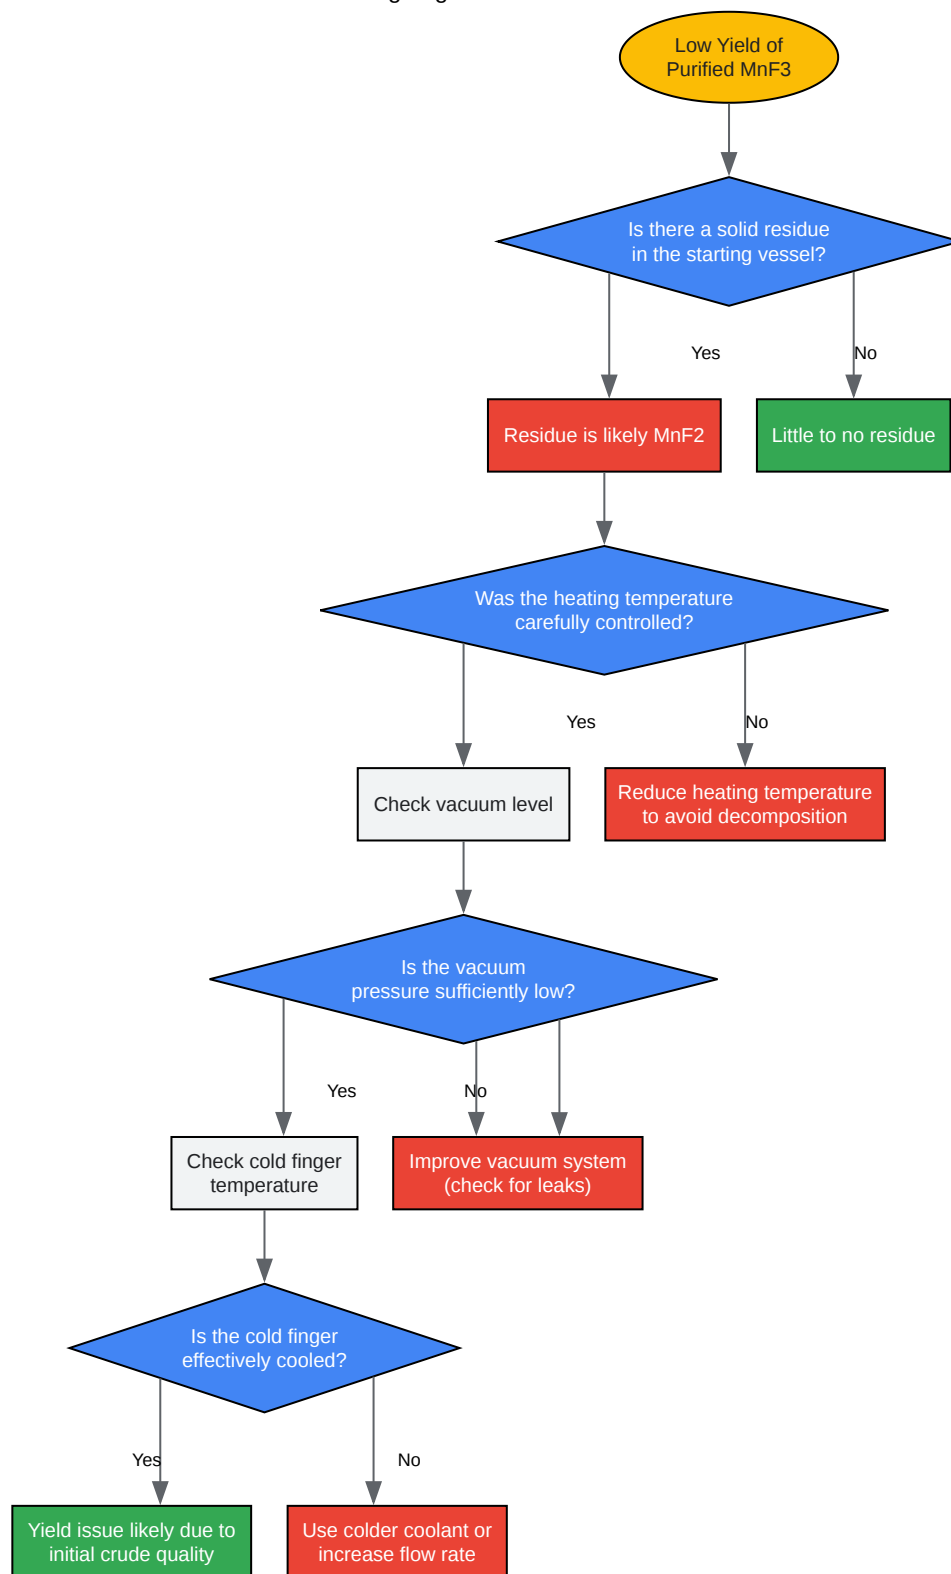 Low Yield of
Purified MnF3
Is there a solid residue
in the starting vessel?
Yes
No
Residue is likely MnF2
Little to no residue
Was the heating temperature
carefully controlled?
Yes
No
Check vacuum level
Reduce heating temperature
to avoid decomposition
Is the vacuum
pressure sufficiently low?
Yes
No
Check cold finger
temperature
Improve vacuum system
(check for leaks)
Is the cold finger
effectively cooled?
Yes
No
Yield issue likely due to
initial crude quality
Use colder coolant or
increase flow rate